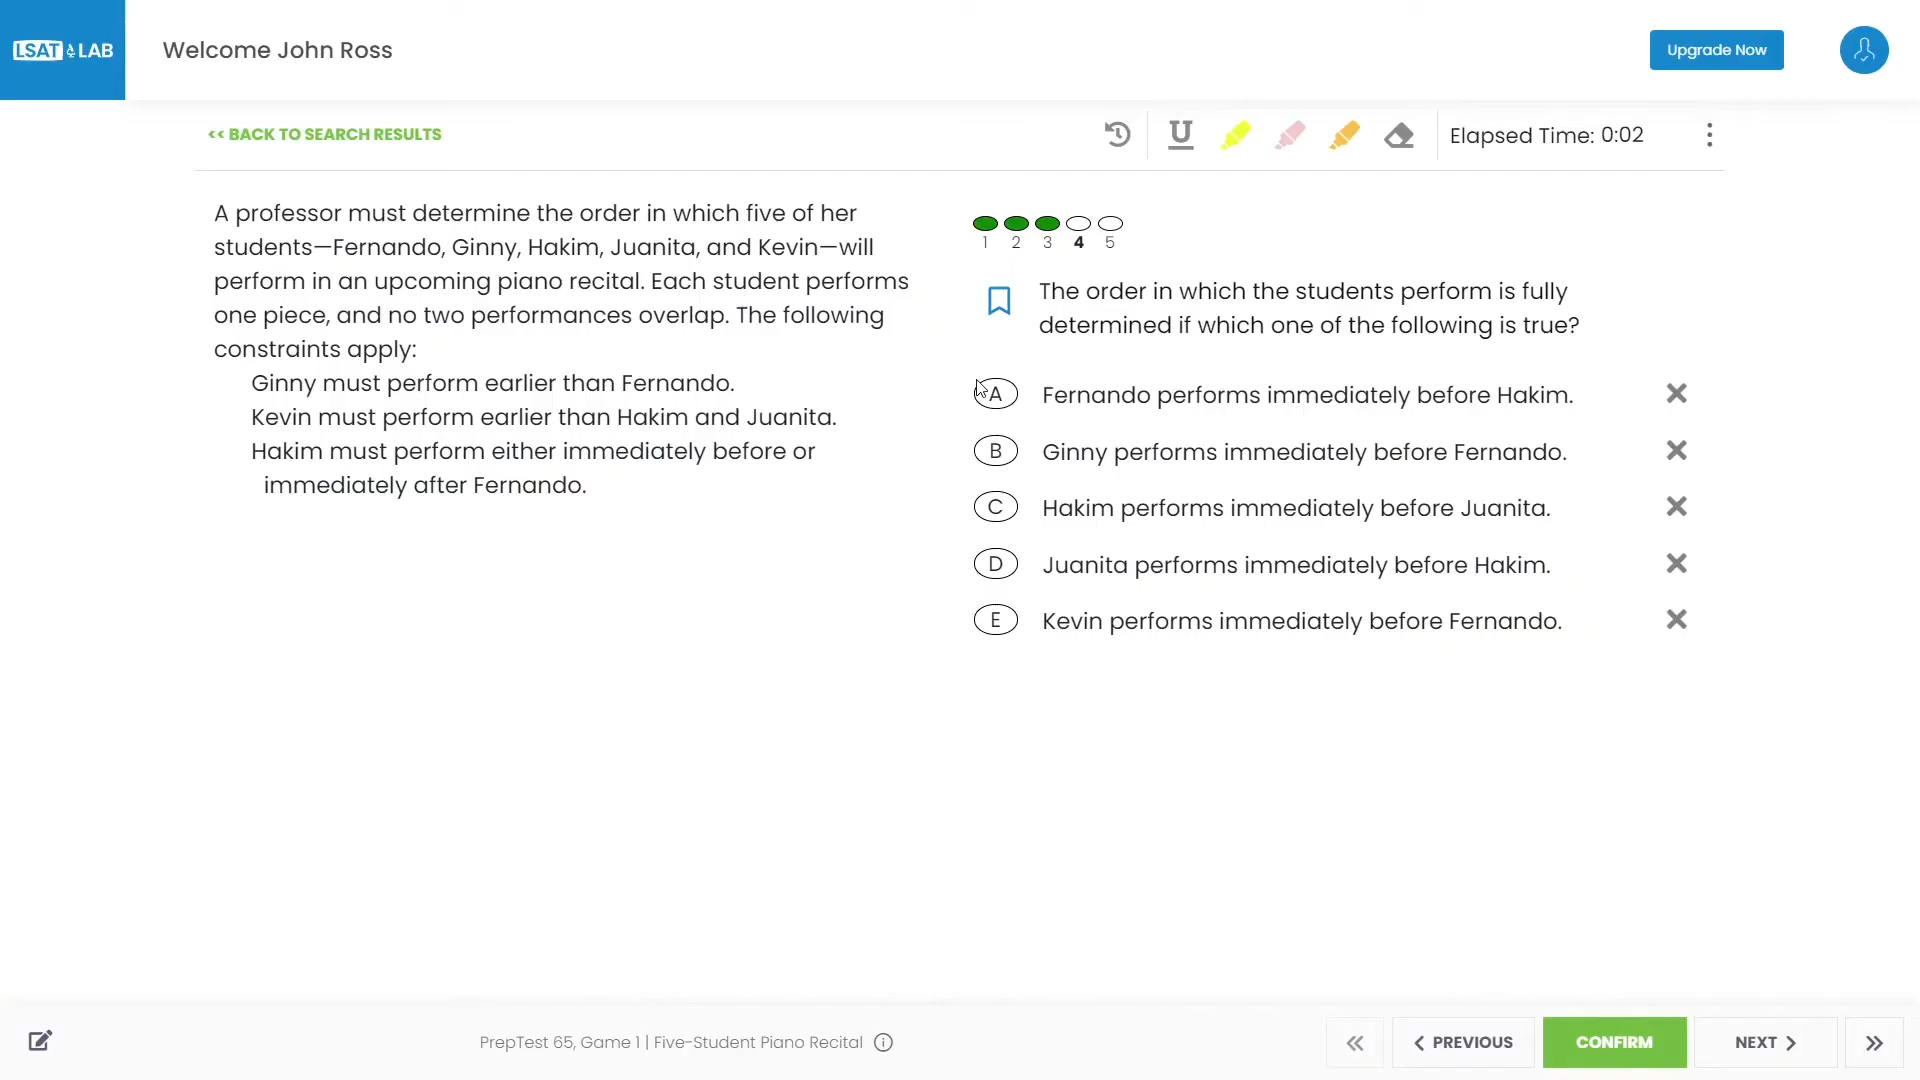 LSAT LAB
Welcome John Ross
Upgrade Now
<< BACK TO SEARCH RESULTS
U
Elapsed Time: 0:02
A professor must determine the order in which five of her
students—Fernando, Ginny, Hakim, Juanita, and Kevin—will
perform in an upcoming piano recital. Each student performs
one piece, and no two performances overlap. The following
constraints apply:
Ginny must perform earlier than Fernando.
Kevin must perform earlier than Hakim and Juanita.
Hakim must perform either immediately before or
immediately after Fernando.
1 2 3 4 5
The order in which the students perform is fully
determined if which one of the following is true?
A Fernando performs immediately before Hakim.
B Ginny performs immediately before Fernando.
C Hakim performs immediately before Juanita.
D Juanita performs immediately before Hakim.
E Kevin performs immediately before Fernando.
PrepTest 65, Game 1 | Five-Student Piano Recital
PREVIOUS
CONFIRM
NEXT